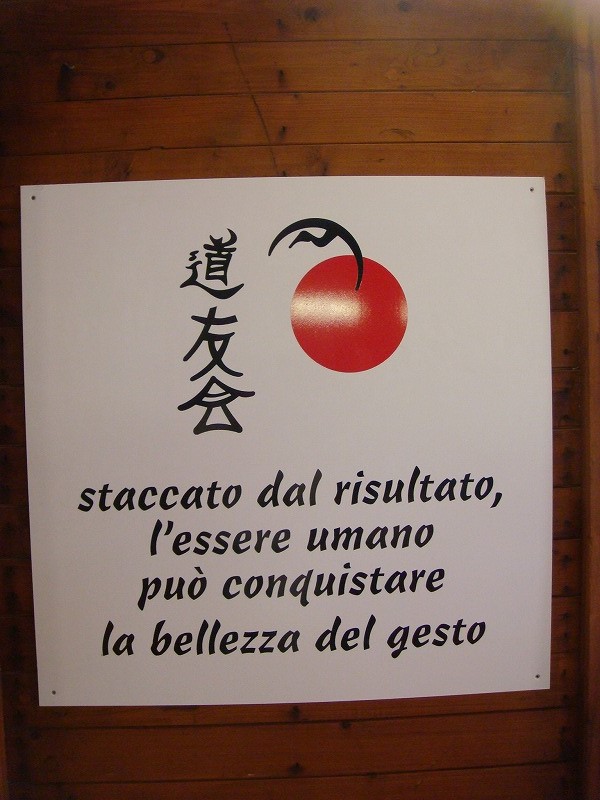 道友会
staccato dal risultato,
l'essere umano
può conquistare
la bellezza del gesto